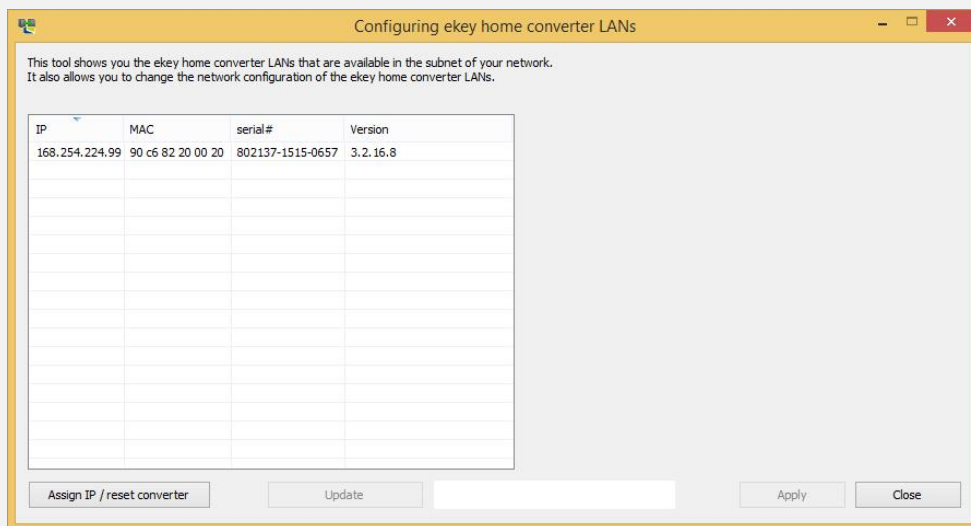 Configuring ekey home converter LANs
This tool shows you the ekey home converter LANs that are available in the subnet of your network.
It also allows you to change the network configuration of the ekey home converter LANs.
IP MAC serial# Version
168.254.224.99 90 c6 82 20 00 20 802137-1515-0657 3.2.16.8
Assign IP / reset converter Update Apply Close